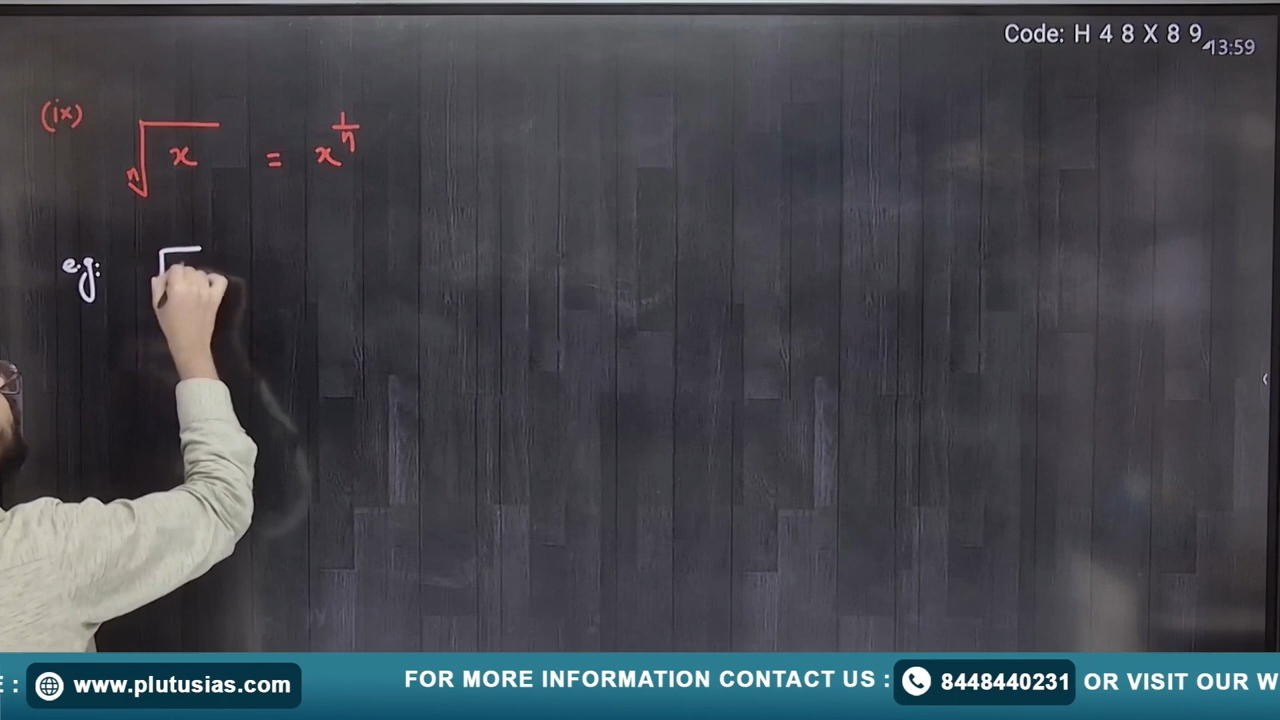 Code: H 4 8 X 8 9
13:59
(ix) ⁿ√x = x^(1/n)
e.g:
E : www.plutusias.com FOR MORE INFORMATION CONTACT US : 8448440231 OR VISIT OUR W